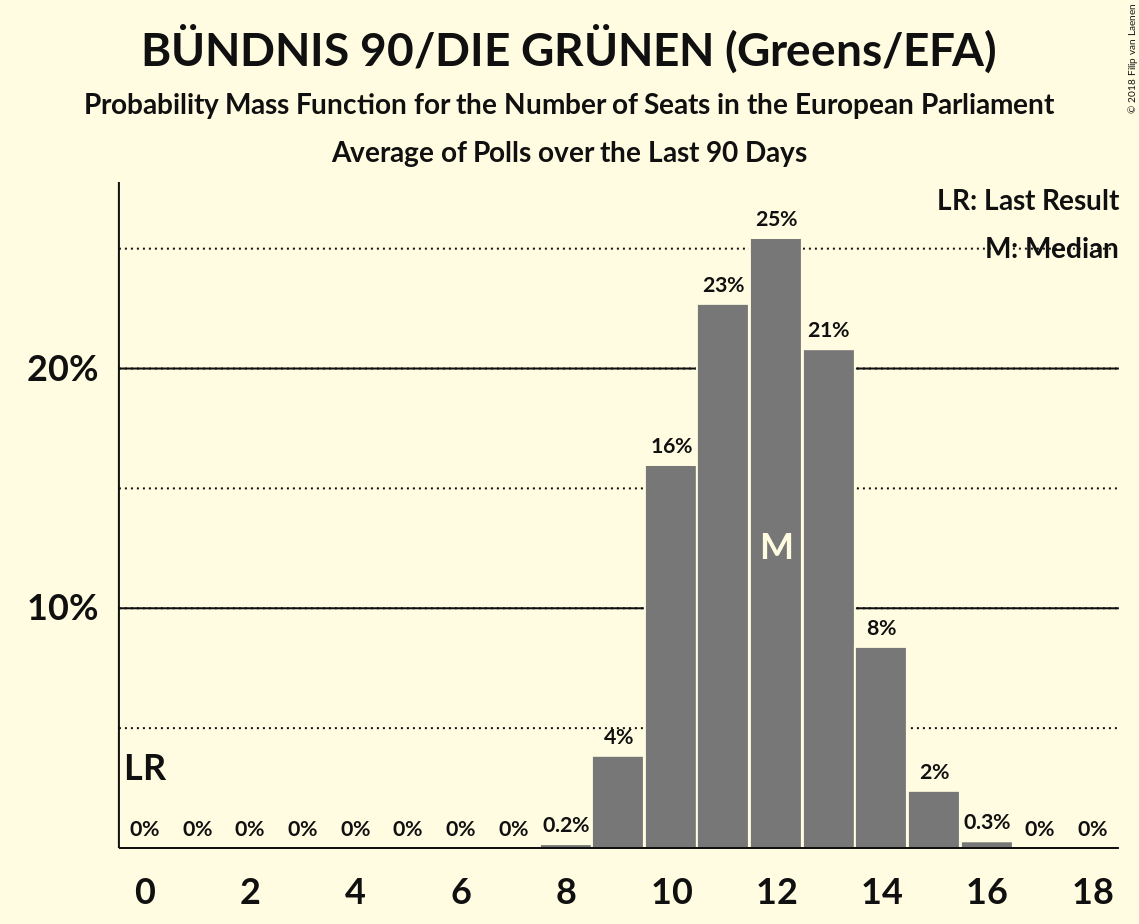 BÜNDNIS 90/DIE GRÜNEN (Greens/EFA)
Probability Mass Function for the Number of Seats in the European Parliament
Average of Polls over the Last 90 Days
© 2018 Filip van Laenen
LR: Last Result
M: Median
25%
23%
21%
20%
16%
M
10%
8%
4%
LR
2%
0% 0% 0% 0% 0% 0% 0% 0% 0.2% 0.3% 0% 0%
0 2 4 6 8 10 12 14 16 18